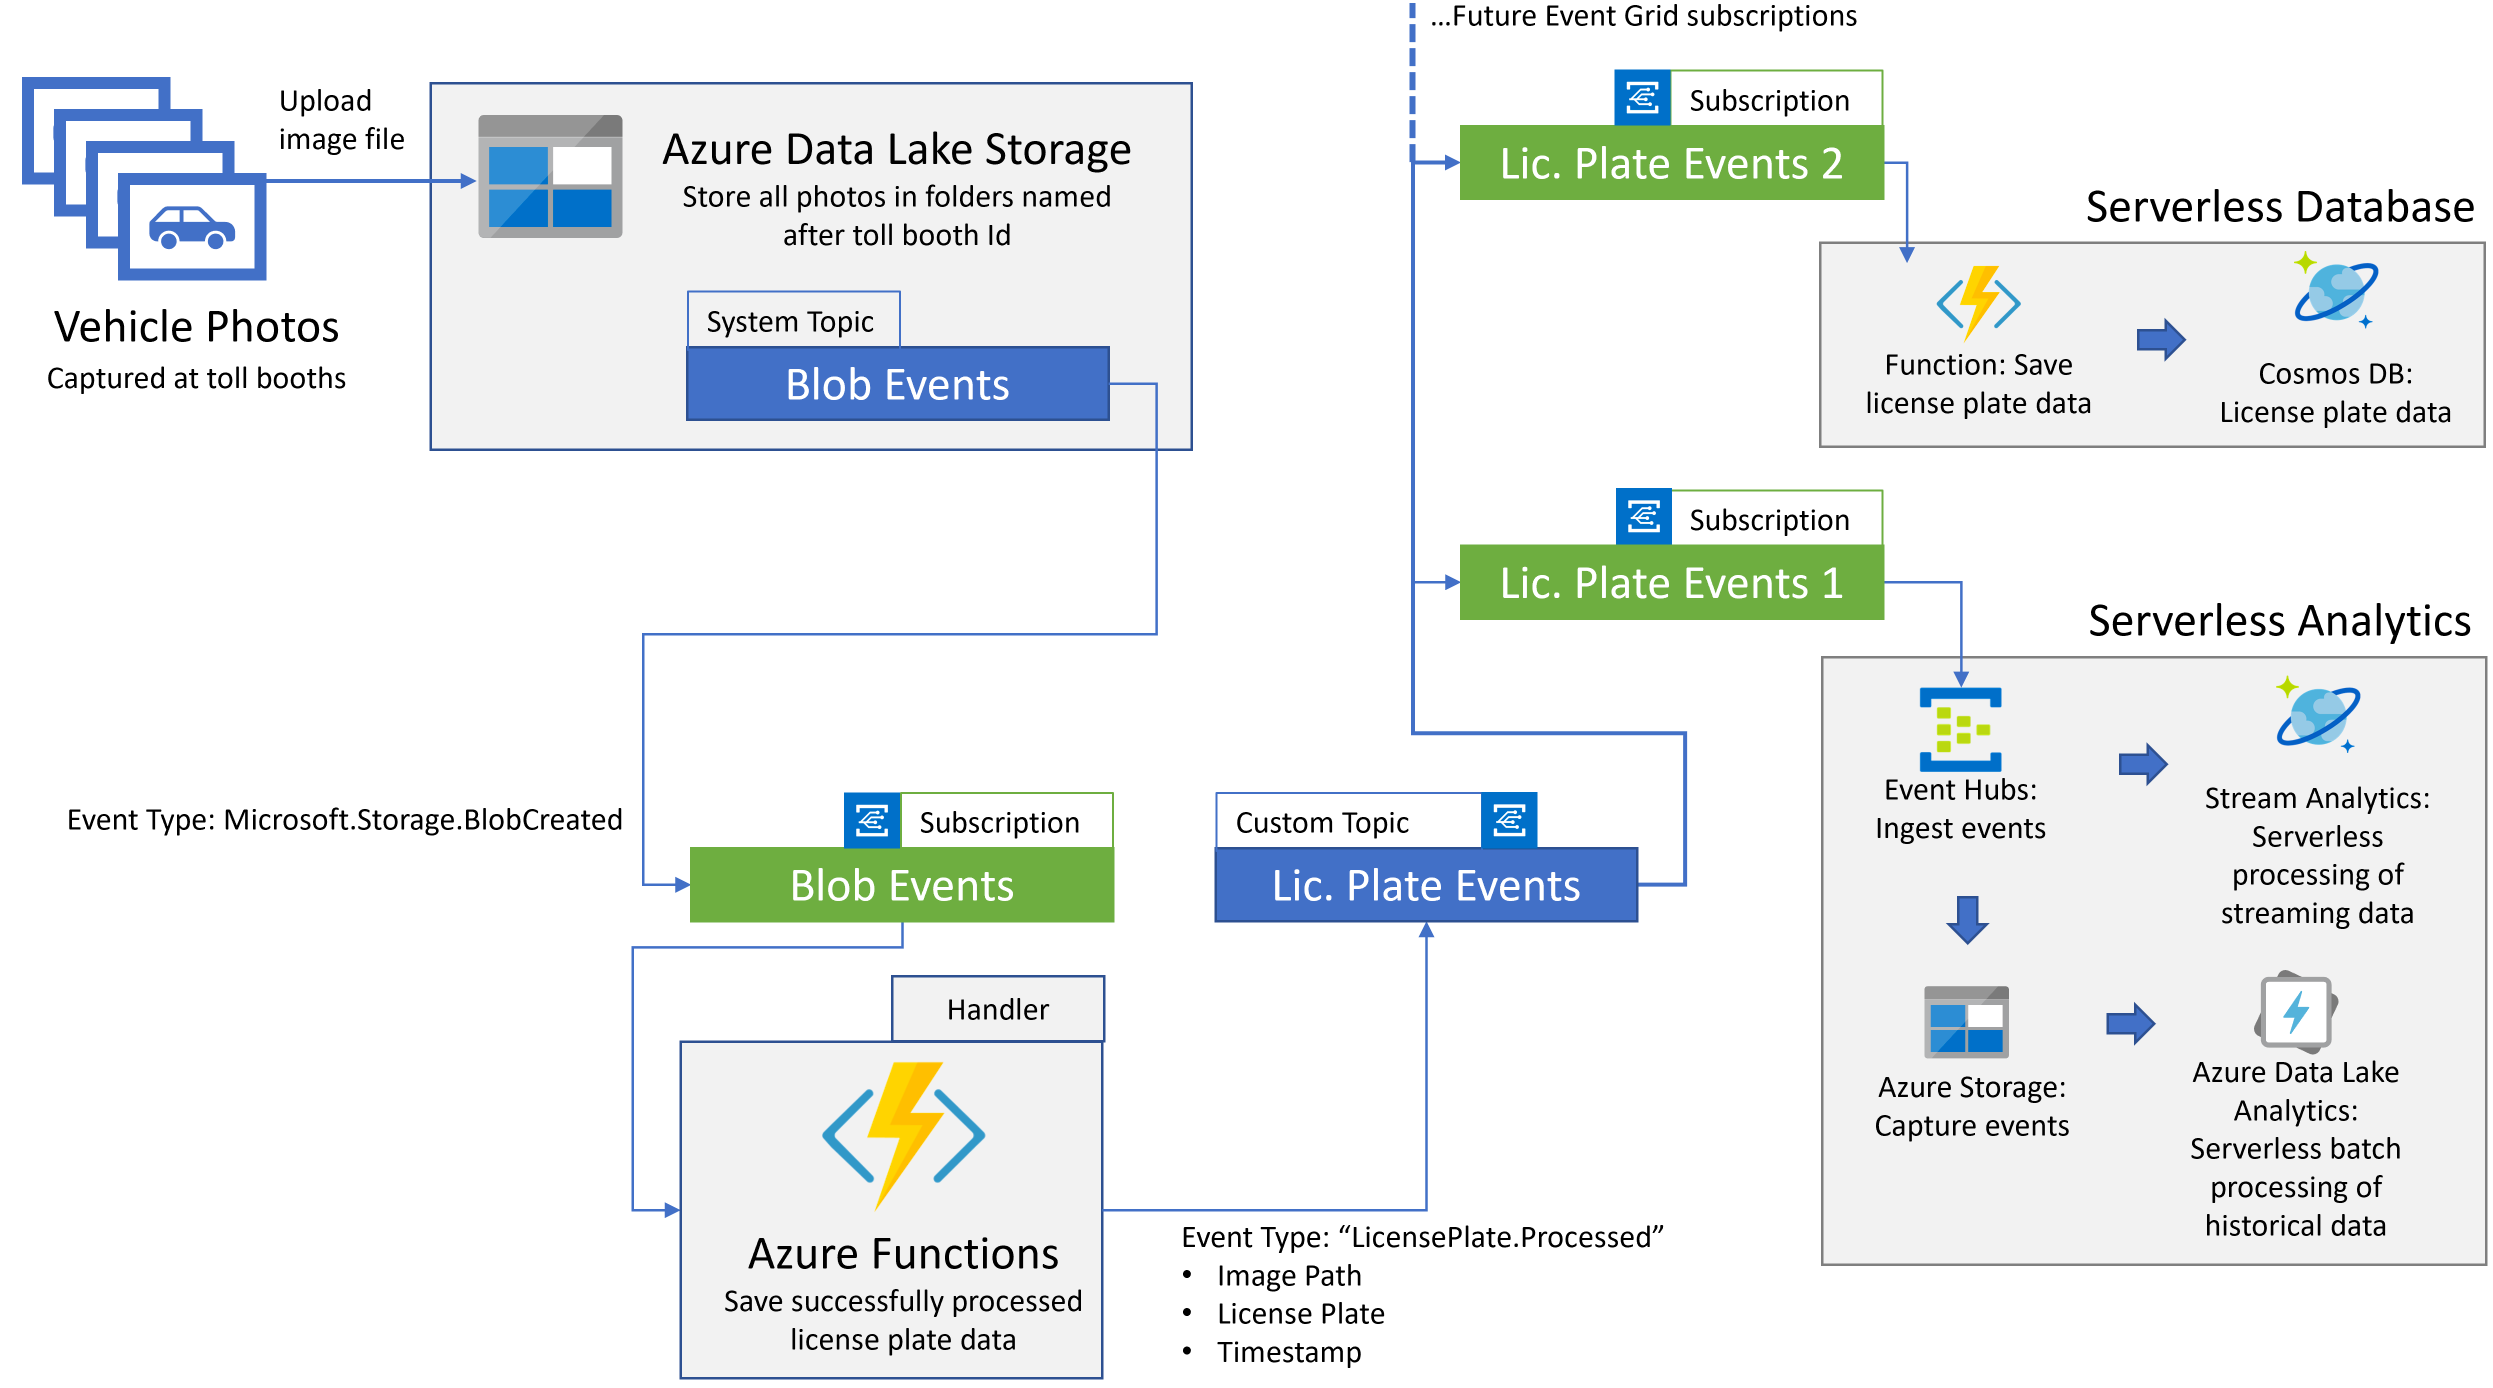 ...Future Event Grid subscriptions
Upload
image file
Vehicle Photos
Captured at toll booths
Azure Data Lake Storage
Store all photos in folders named
after toll booth Id
System Topic
Blob Events
Subscription
Lic. Plate Events 2
Serverless Database
Function: Save
license plate data
Cosmos DB:
License plate data
Subscription
Lic. Plate Events 1
Serverless Analytics
Event Hubs:
Ingest events
Stream Analytics:
Serverless
processing of
streaming data
Azure Storage:
Capture events
Azure Data Lake
Analytics:
Serverless batch
processing of
historical data
Event Type: Microsoft.Storage.BlobCreated
Subscription
Blob Events
Custom Topic
Lic. Plate Events
Handler
Azure Functions
Save successfully processed
license plate data
Event Type: “LicensePlate.Processed”
• Image Path
• License Plate
• Timestamp